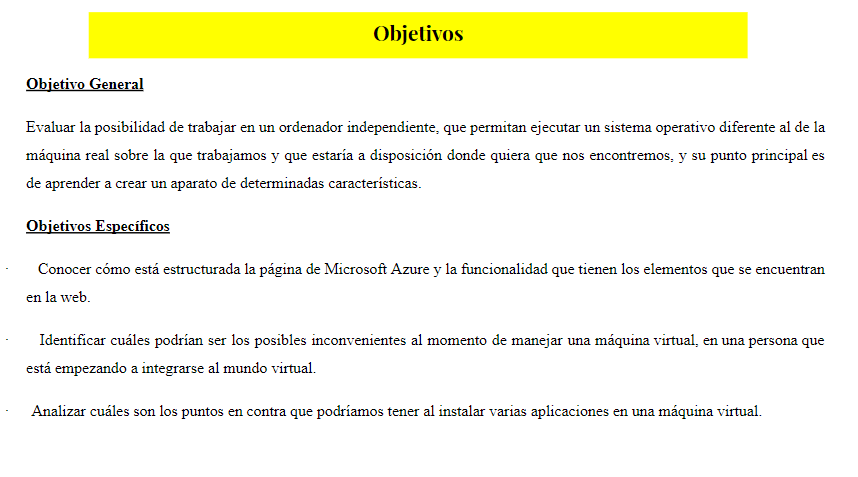 Objetivos
Objetivo General
Evaluar la posibilidad de trabajar en un ordenador independiente, que permitan ejecutar un sistema operativo diferente al de la
máquina real sobre la que trabajamos y que estaría a disposición donde quiera que nos encontremos, y su punto principal es
de aprender a crear un aparato de determinadas características.
Objetivos Específicos
· Conocer cómo está estructurada la página de Microsoft Azure y la funcionalidad que tienen los elementos que se encuentran
en la web.
· Identificar cuáles podrían ser los posibles inconvenientes al momento de manejar una máquina virtual, en una persona que
está empezando a integrarse al mundo virtual.
· Analizar cuáles son los puntos en contra que podríamos tener al instalar varias aplicaciones en una máquina virtual.